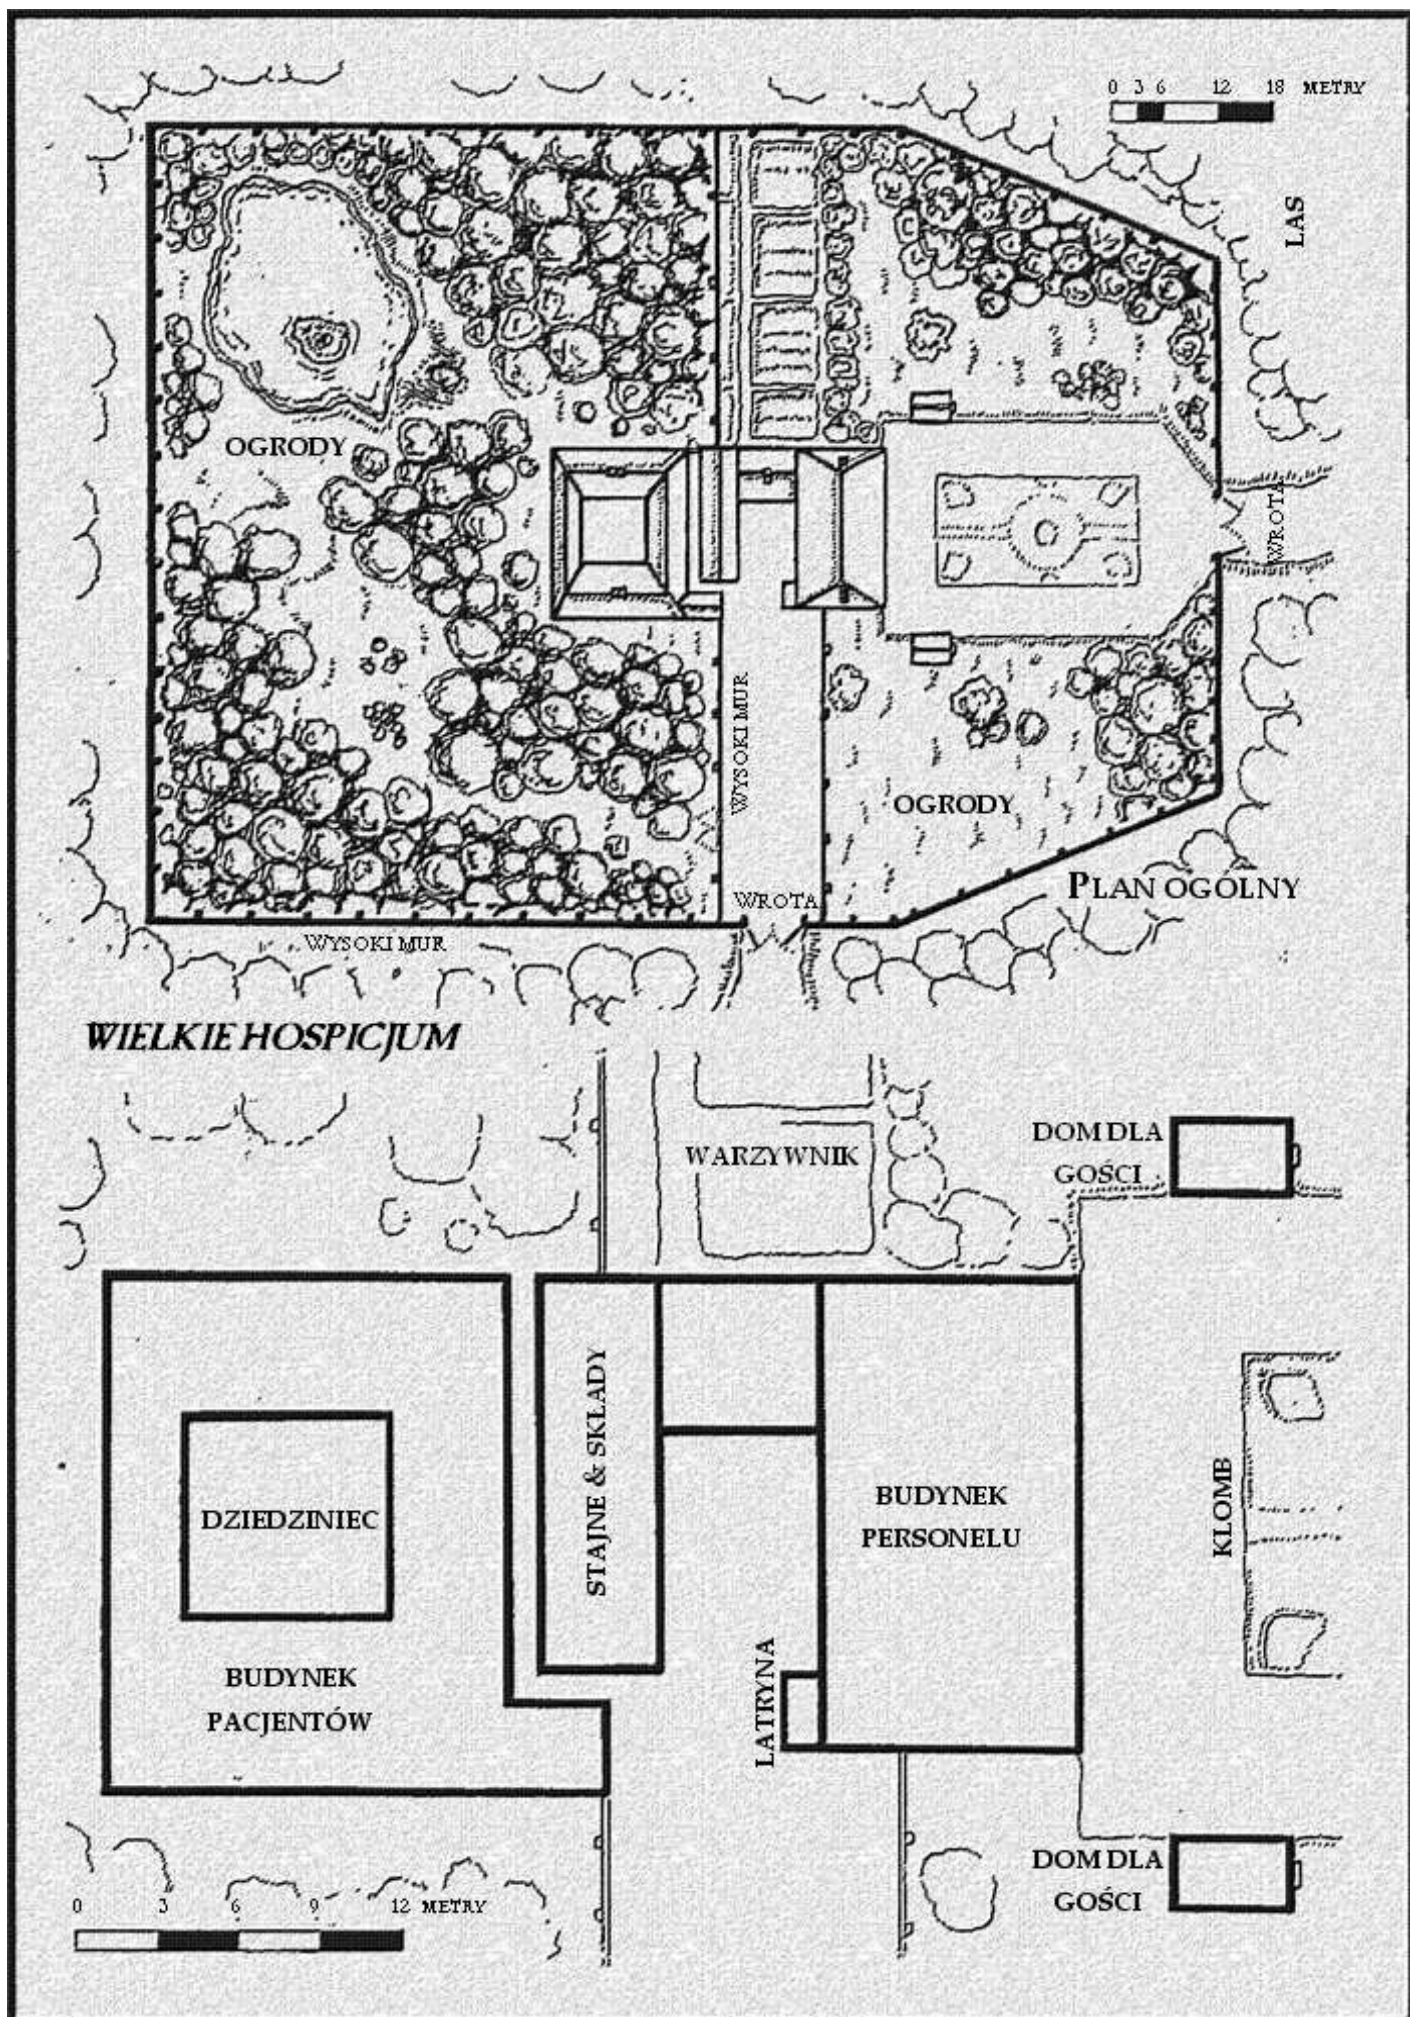 0 3 6 12 18 METRY
LAS
OGRODY
WROTA
WYSOKI MUR
OGRODY
PLAN OGÓLNY
WROTA
WYSOKI MUR
WIELKIE HOSPICJUM
WARZYWNIK
DOM DLA
GOŚCI
STAJNE & SKŁADY
DZIEDZINIEC
BUDYNEK
PERSONELU
KLOMB
BUDYNEK
PACJENTÓW
LATRYNA
DOM DLA
GOŚCI
0 3 6 9 12 METRY